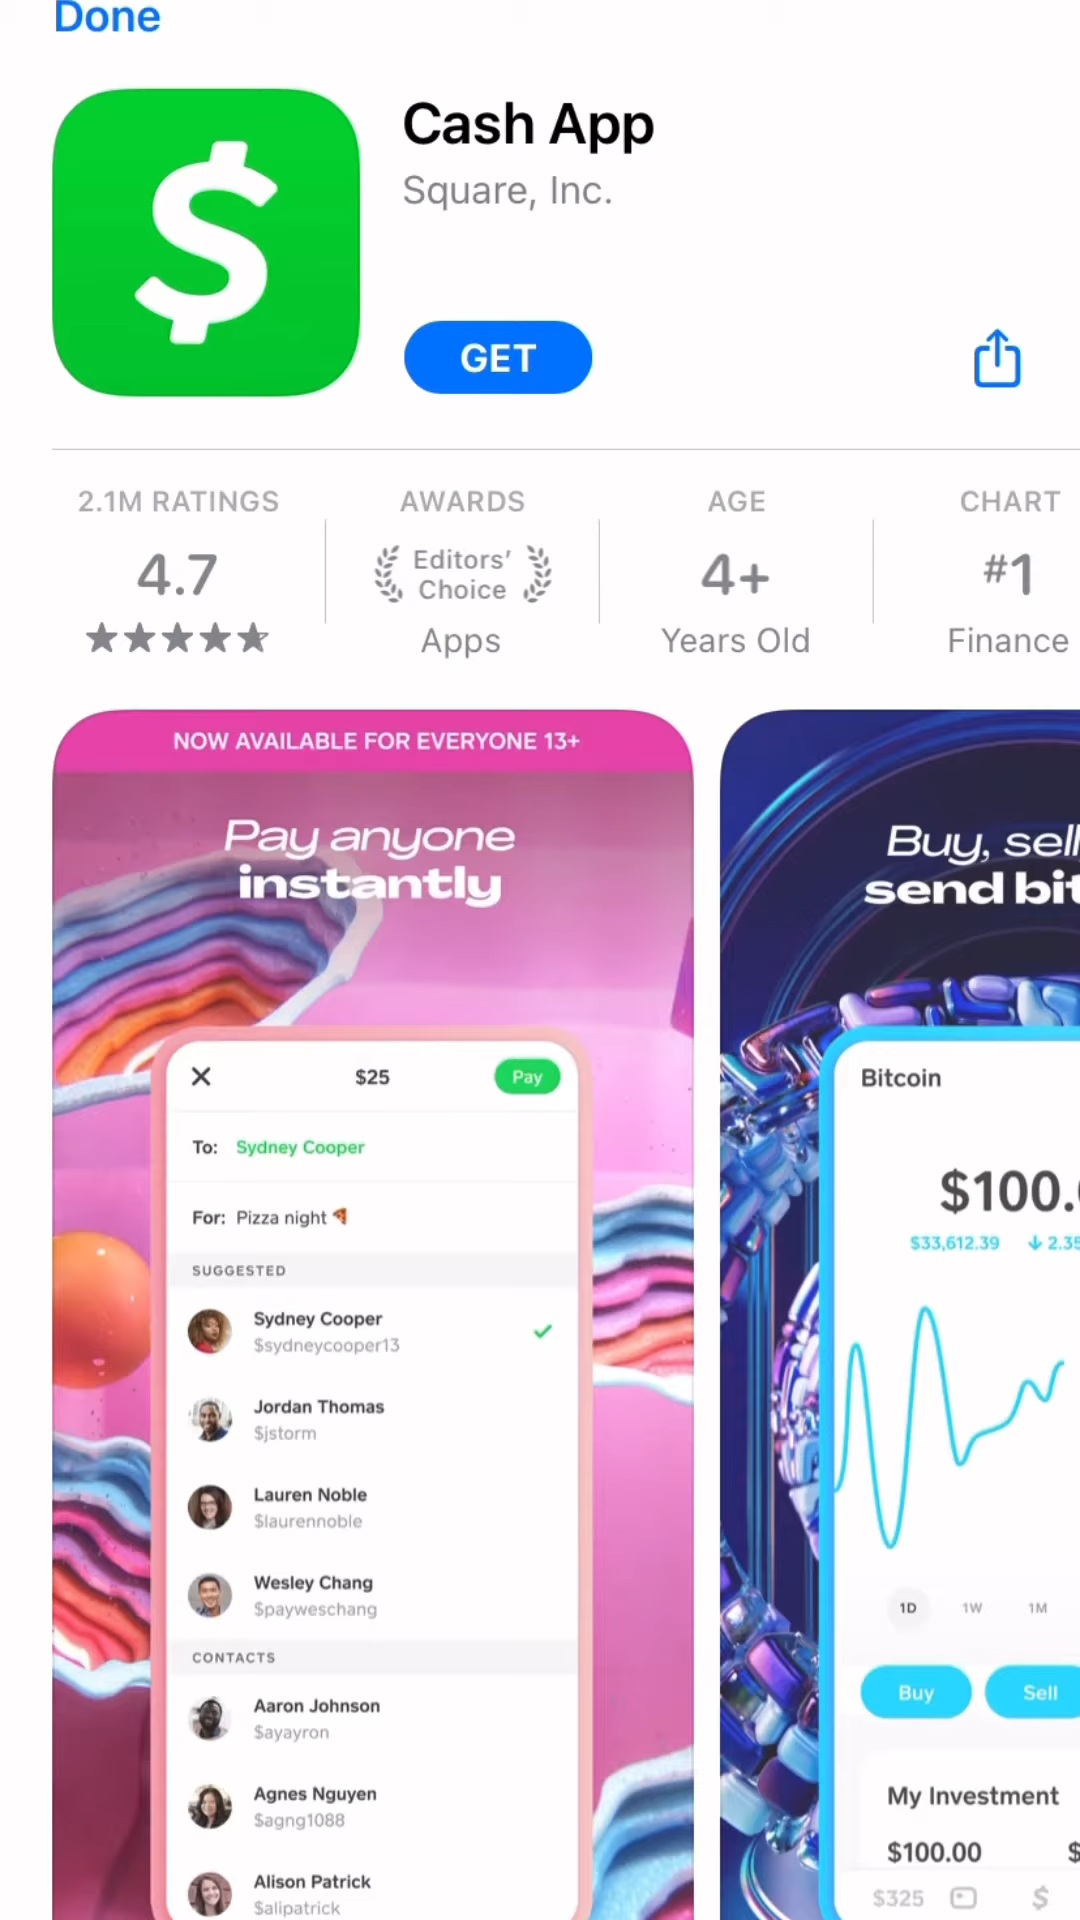 Done
$
Cash App
Square, Inc.
GET
2.1M RATINGS
4.7
AWARDS
Editors’
Choice
Apps
AGE
4+
Years Old
CHART
#1
Finance
NOW AVAILABLE FOR EVERYONE 13+
Pay anyone
instantly
$25
Pay
To: Sydney Cooper
For: Pizza night 🍕
SUGGESTED
Sydney Cooper
$sydneycooper13
Jordan Thomas
$jstorm
Lauren Noble
$laurennoble
Wesley Chang
$payweschang
CONTACTS
Aaron Johnson
$ayayron
Agnes Nguyen
$agng1088
Alison Patrick
$alipatrick
Buy, sell
send bit
Bitcoin
$100.
$33,612.39 ↓ 2.35
1D 1W 1M
Buy Sell
My Investment
$100.00 $
$325 $